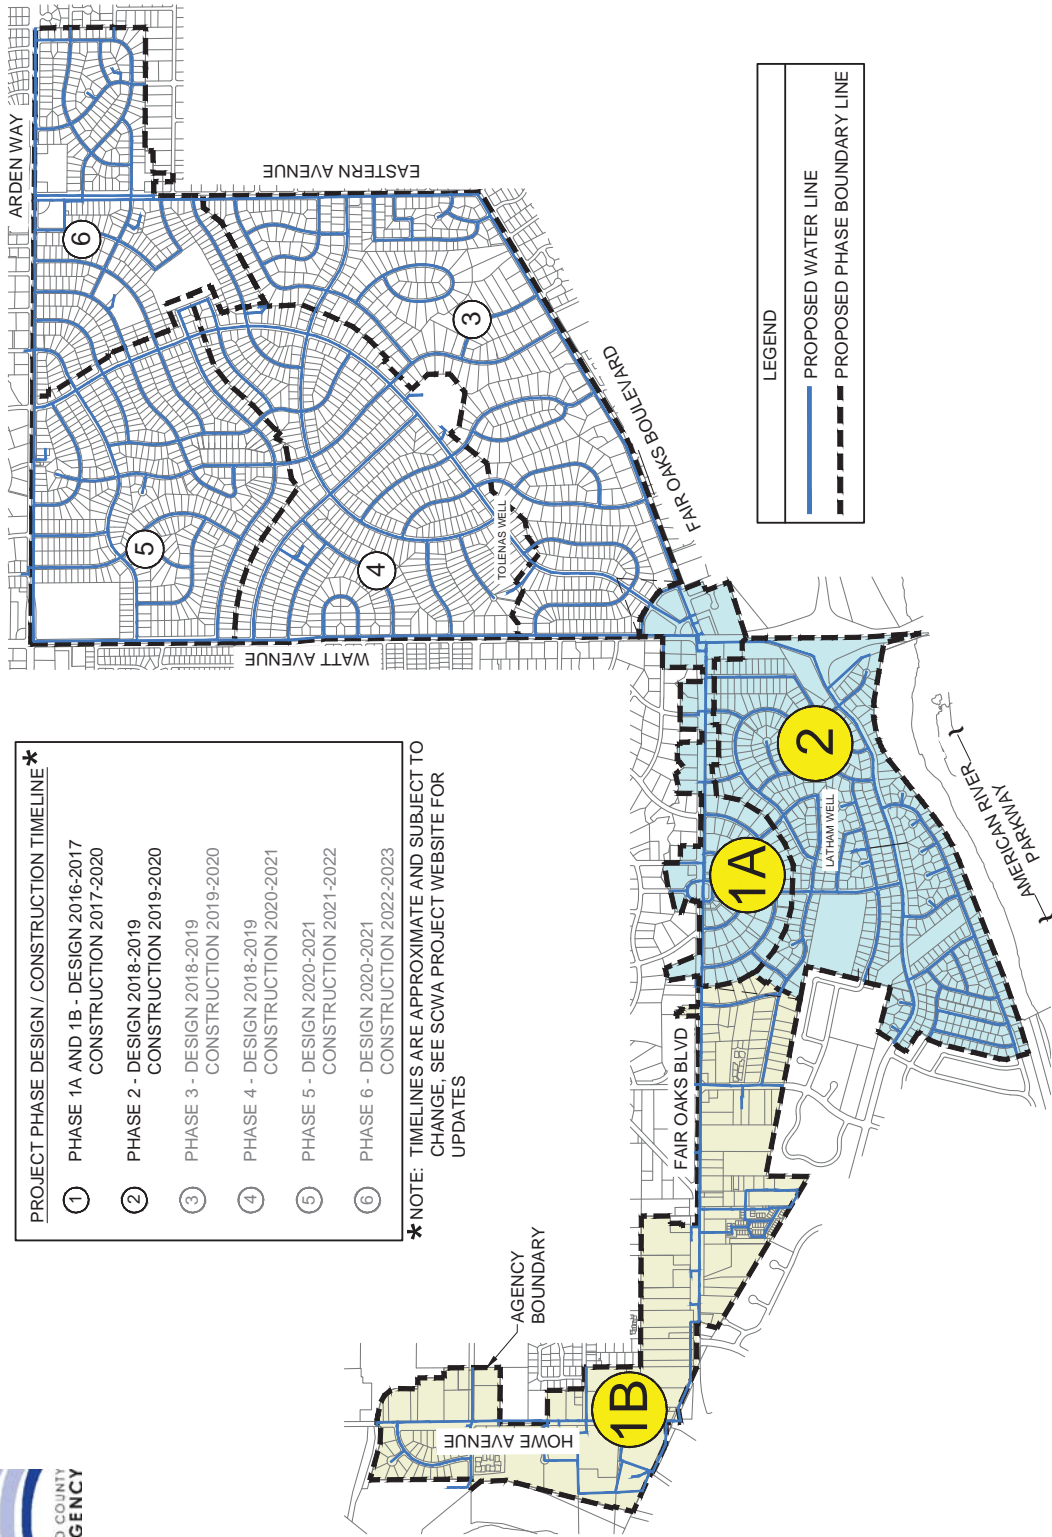 PROJECT PHASE DESIGN / CONSTRUCTION TIMELINE*
1 PHASE 1A AND 1B - DESIGN 2016-2017
CONSTRUCTION 2017-2020
2 PHASE 2 - DESIGN 2018-2019
CONSTRUCTION 2019-2020
3 PHASE 3 - DESIGN 2018-2019
CONSTRUCTION 2019-2020
4 PHASE 4 - DESIGN 2018-2019
CONSTRUCTION 2020-2021
5 PHASE 5 - DESIGN 2020-2021
CONSTRUCTION 2021-2022
6 PHASE 6 - DESIGN 2020-2021
CONSTRUCTION 2022-2023
*NOTE: TIMELINES ARE APPROXIMATE AND SUBJECT TO
CHANGE, SEE SCWA PROJECT WEBSITE FOR
UPDATES
ARDEN WAY
EASTERN AVENUE
WATT AVENUE
FAIR OAKS BOULEVARD
6
5
4
3
TOLENAS WELL
LEGEND
PROPOSED WATER LINE
PROPOSED PHASE BOUNDARY LINE
AGENCY
BOUNDARY
HOWE AVENUE
1B
FAIR OAKS BLVD
1A
2
LATHAM WELL
AMERICAN RIVER
PARKWAY
COUNTY
GENCY